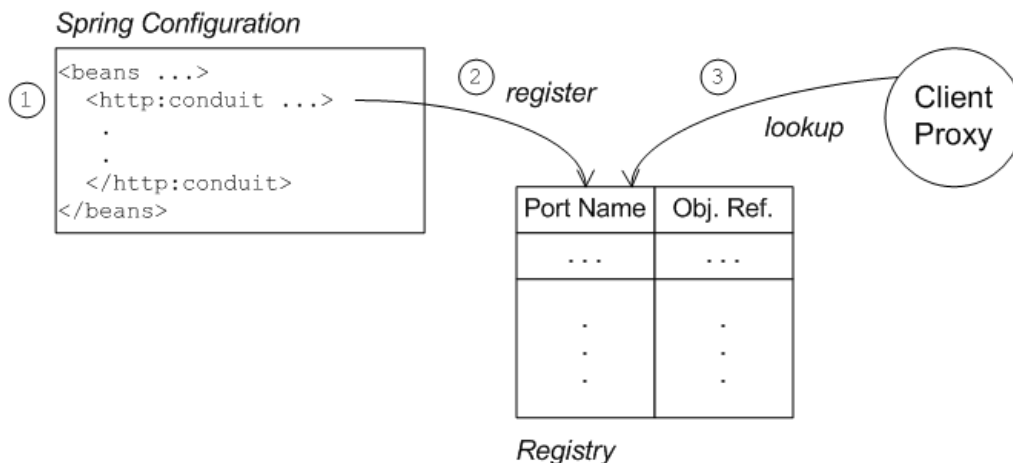 Spring Configuration
1
<beans ...>
<http:conduit ...>
.
.
</http:conduit>
</beans>
2
register
3
lookup
Client
Proxy
Port Name Obj. Ref.
... ...
. .
. .
. .
Registry